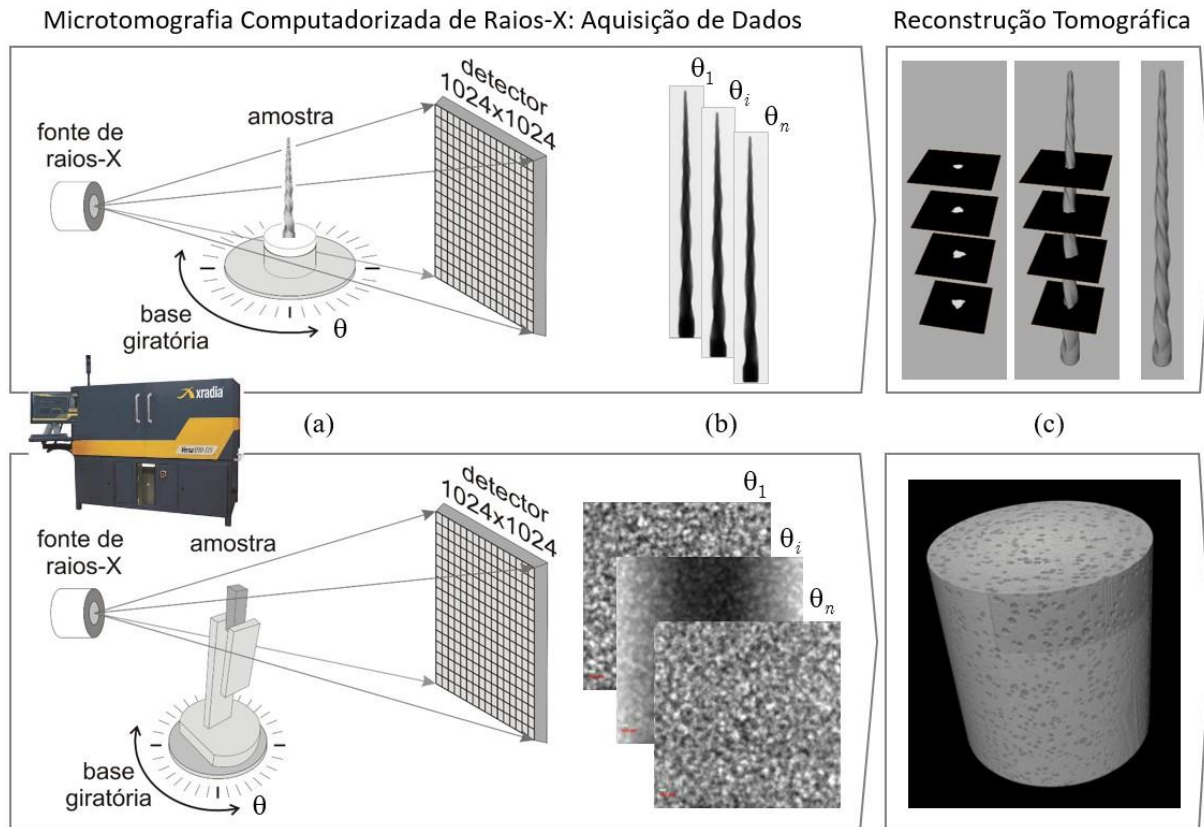 Microtomografia Computadorizada de Raios-X: Aquisição de Dados
Reconstrução Tomográfica
fonte de
raios-X
amostra
detector
1024x1024
base
giratória
θ
θ1
θi
θn
xradia
(a)
(b)
(c)
fonte de
raios-X
amostra
detector
1024x1024
base
giratória
θ
θ1
θi
θn